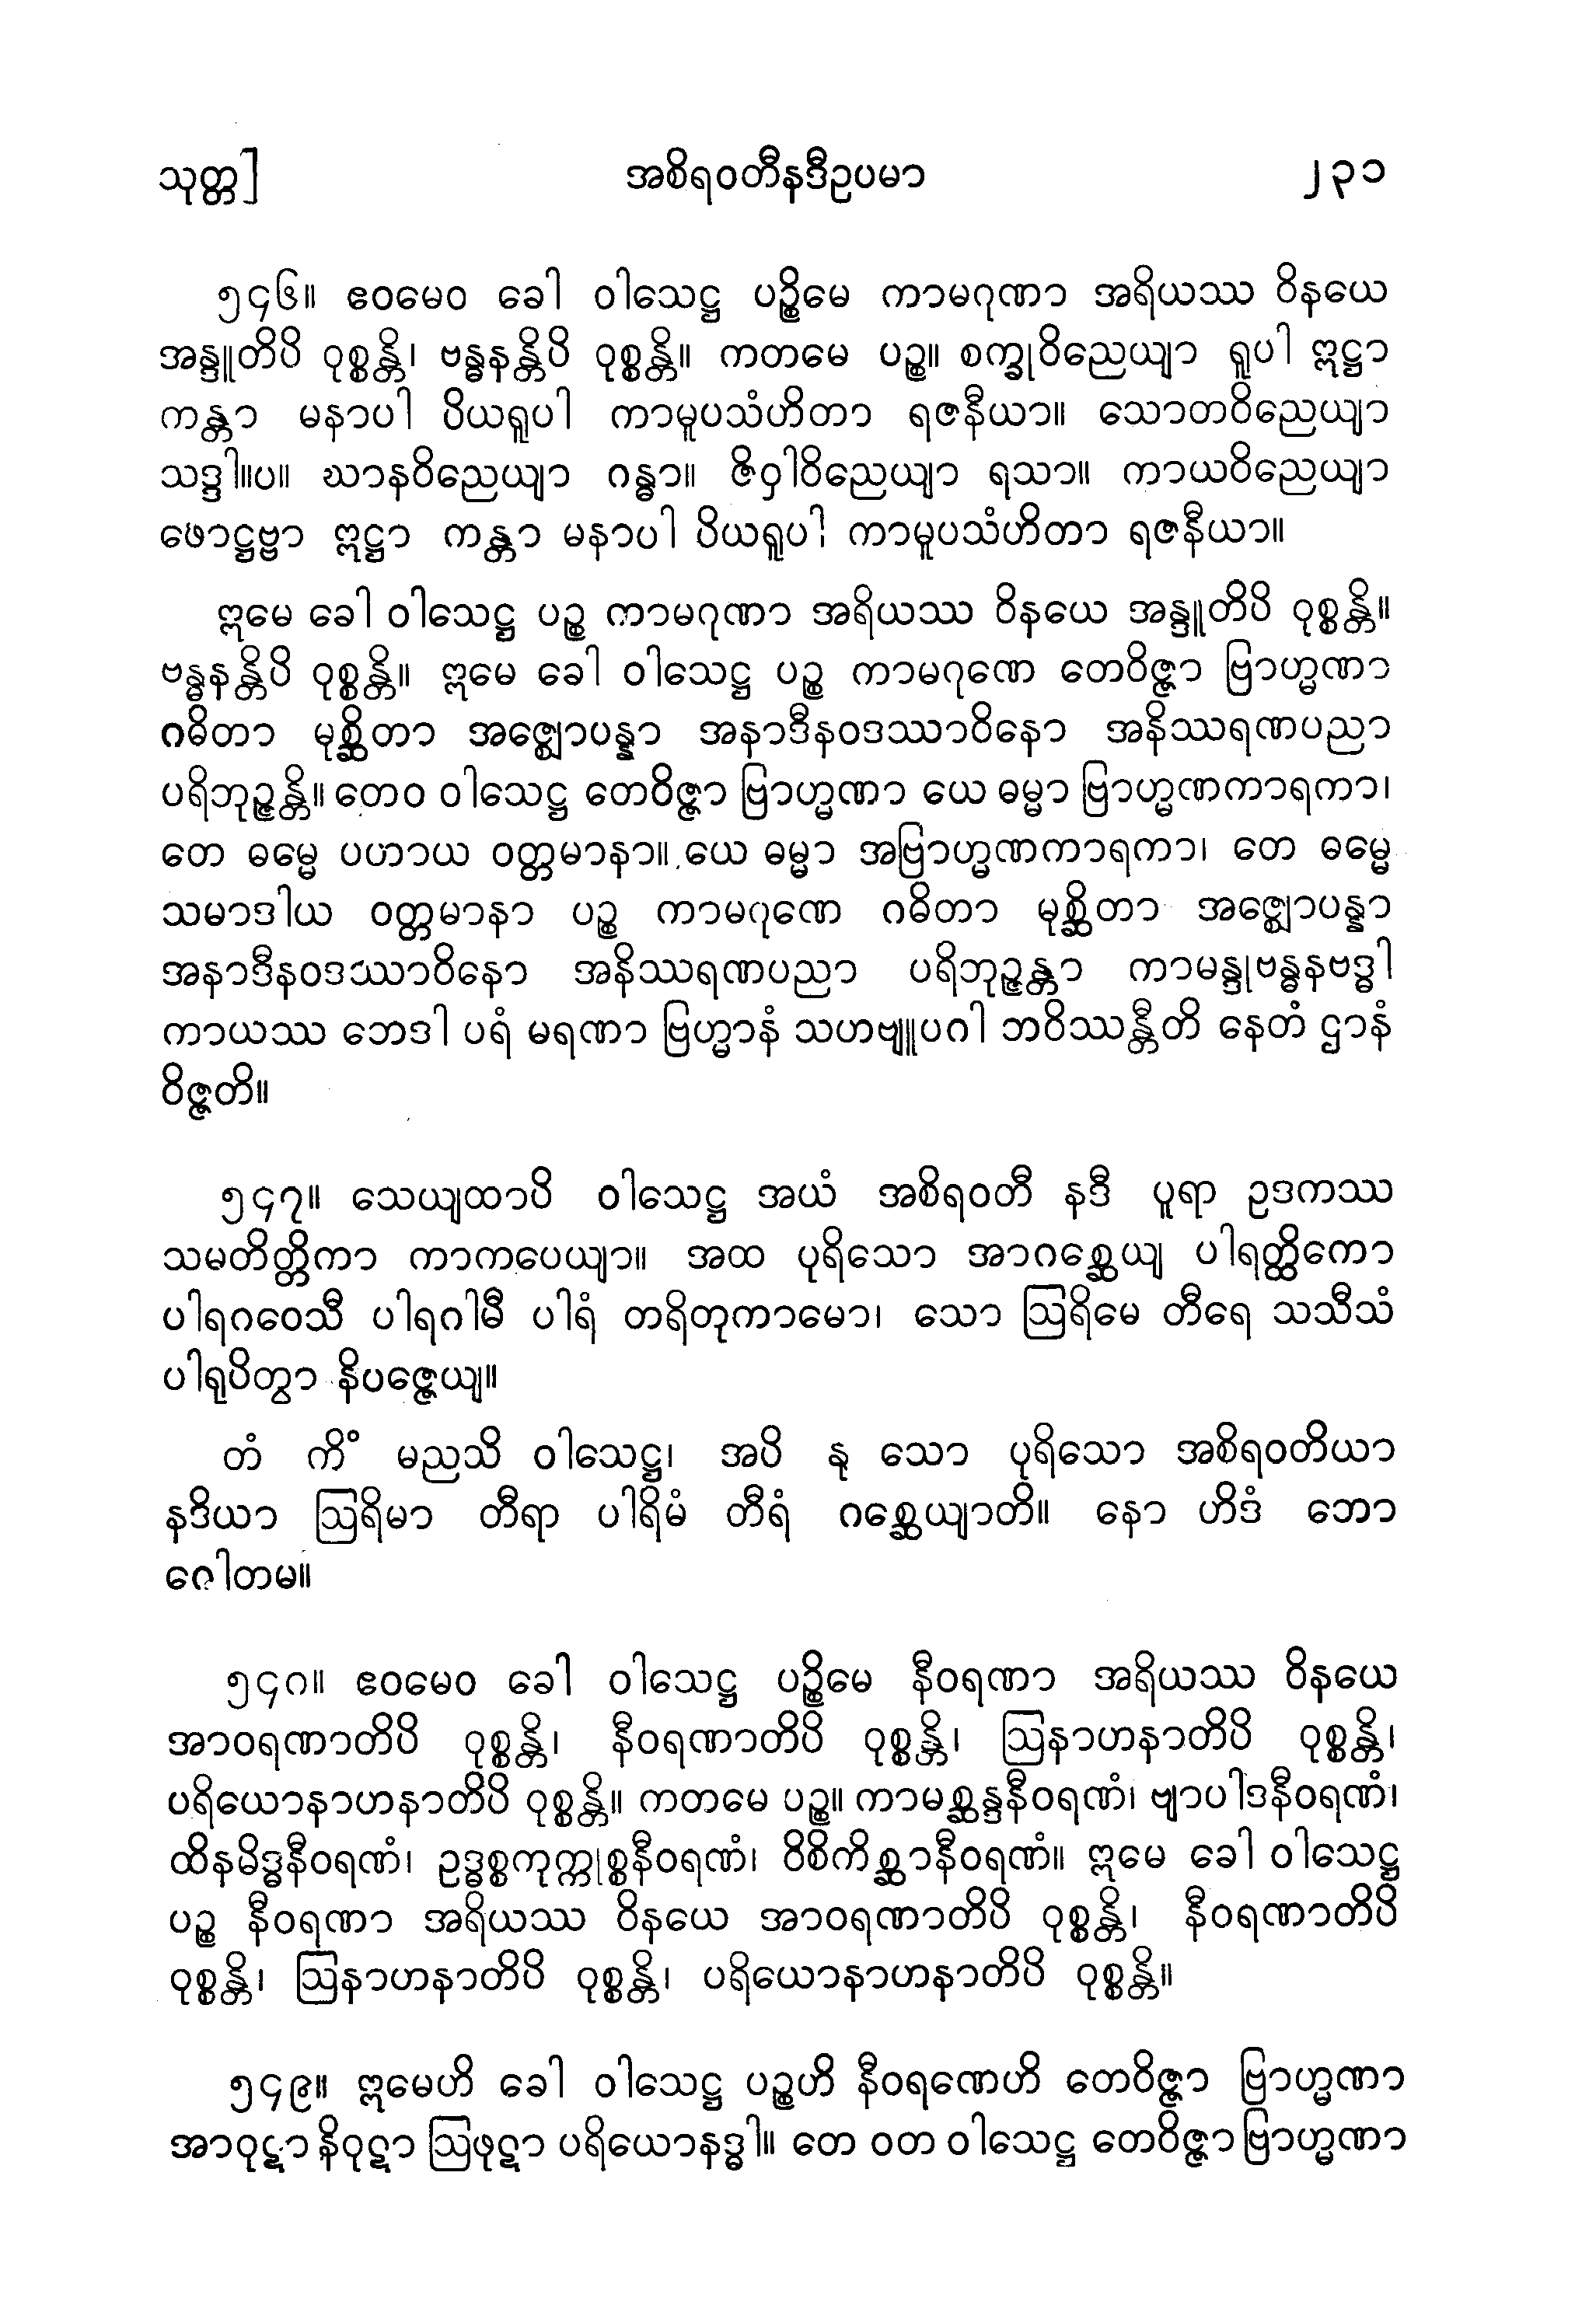 သုတ္တ] အစိရဝတီနဒီဥပမာ ၂၃၁
၅၄၆။ ဧဝမေဝ ခေါ ဝါသေဋ္ဌ ပဉ္စိမေ ကာမဂုဏာ အရိယဿ ဝိနယေ
အန္ဒူတိပိ ဝုစ္စန္တိ၊ ဗန္ဓနန္တိပိ ဝုစ္စန္တိ။ ကတမေ ပဉ္စ။ စက္ခုဝိညေယျာ ရူပါ ဣဋ္ဌာ
ကန္တာ မနာပါ ပိယရူပါ ကာမူပသံဟိတာ ရဇနီယာ။ သောတဝိညေယျာ
သဒ္ဒါ။ပ။ ဃာနဝိညေယျာ ဂန္ဓာ။ ဇိဝှါဝိညေယျာ ရသာ။ ကာယဝိညေယျာ
ဖောဋ္ဌဗ္ဗာ ဣဋ္ဌာ ကန္တာ မနာပါ ပိယရူပါ ကာမူပသံဟိတာ ရဇနီယာ။
ဣမေ ခေါ ဝါသေဋ္ဌ ပဉ္စ ကာမဂုဏာ အရိယဿ ဝိနယေ အန္ဒူတိပိ ဝုစ္စန္တိ။
ဗန္ဓနန္တိပိ ဝုစ္စန္တိ။ ဣမေ ခေါ ဝါသေဋ္ဌ ပဉ္စ ကာမဂုဏေ တေဝိဇ္ဇာ ဗြာဟ္မဏာ
ဂဓိတာ မုစ္ဆိတာ အဇ္ဈောပန္နာ အနာဒီနဝဒဿာဝိနော အနိဿရဏပညာ
ပရိဘုဉ္ဇန္တိ။ တေဝ ဝါသေဋ္ဌ တေဝိဇ္ဇာ ဗြာဟ္မဏာ ယေ ဓမ္မာ ဗြာဟ္မဏကာရကာ၊
တေ ဓမ္မေ ပဟာယ ဝတ္တမာနာ။ ယေ ဓမ္မာ အဗြာဟ္မဏကာရကာ၊ တေ ဓမ္မေ
သမာဒါယ ဝတ္တမာနာ ပဉ္စ ကာမဂုဏေ ဂဓိတာ မုစ္ဆိတာ အဇ္ဈောပန္နာ
အနာဒီနဝဒဿာဝိနော အနိဿရဏပညာ ပရိဘုဉ္ဇန္တာ ကာမန္ဒုဗန္ဓနဗဒ္ဓါ
ကာယဿ ဘေဒါ ပရံ မရဏာ ဗြဟ္မာနံ သဟဗျူပဂါ ဘဝိဿန္တီတိ နေတံ ဌာနံ
ဝိဇ္ဇတိ။
၅၄၇။ သေယျထာပိ ဝါသေဋ္ဌ အယံ အစိရဝတီ နဒီ ပူရာ ဥဒကဿ
သမတိတ္တိကာ ကာကပေယျာ။ အထ ပုရိသော အာဂစ္ဆေယျ ပါရတ္ထိကော
ပါရဂဝေသီ ပါရဂါမီ ပါရံ တရိတုကာမော၊ သော ဩရိမေ တီရေ သသီသံ
ပါရုပိတွာ နိပဇ္ဇေယျ။
တံ ကိံ မညသိ ဝါသေဋ္ဌ၊ အပိ နု သော ပုရိသော အစိရဝတိယာ
နဒိယာ ဩရိမာ တီရာ ပါရိမံ တီရံ ဂစ္ဆေယျာတိ။ နော ဟိဒံ ဘော
ဂေါတမ။
၅၄၈။ ဧဝမေဝ ခေါ ဝါသေဋ္ဌ ပဉ္စိမေ နီဝရဏာ အရိယဿ ဝိနယေ
အာဝရဏာတိပိ ဝုစ္စန္တိ၊ နီဝရဏာတိပိ ဝုစ္စန္တိ၊ ဩနာဟနာတိပိ ဝုစ္စန္တိ၊
ပရိယောနာဟနာတိပိ ဝုစ္စန္တိ။ ကတမေ ပဉ္စ။ ကာမစ္ဆန္ဒနီဝရဏံ၊ ဗျာပါဒနီဝရဏံ၊
ထိနမိဒ္ဓနီဝရဏံ၊ ဥဒ္ဓစ္စကုက္ကုစ္စနီဝရဏံ၊ ဝိစိကိစ္ဆာနီဝရဏံ။ ဣမေ ခေါ ဝါသေဋ္ဌ
ပဉ္စ နီဝရဏာ အရိယဿ ဝိနယေ အာဝရဏာတိပိ ဝုစ္စန္တိ၊ နီဝရဏာတိပိ
ဝုစ္စန္တိ၊ ဩနာဟနာတိပိ ဝုစ္စန္တိ၊ ပရိယောနာဟနာတိပိ ဝုစ္စန္တိ။
၅၄၉။ ဣမေဟိ ခေါ ဝါသေဋ္ဌ ပဉ္စဟိ နီဝရဏေဟိ တေဝိဇ္ဇာ ဗြာဟ္မဏာ
အာဝုဋာ နိဝုဋာ ဩဖုဋာ ပရိယောနဒ္ဓါ။ တေ ဝတ ဝါသေဋ္ဌ တေဝိဇ္ဇာ ဗြာဟ္မဏာ